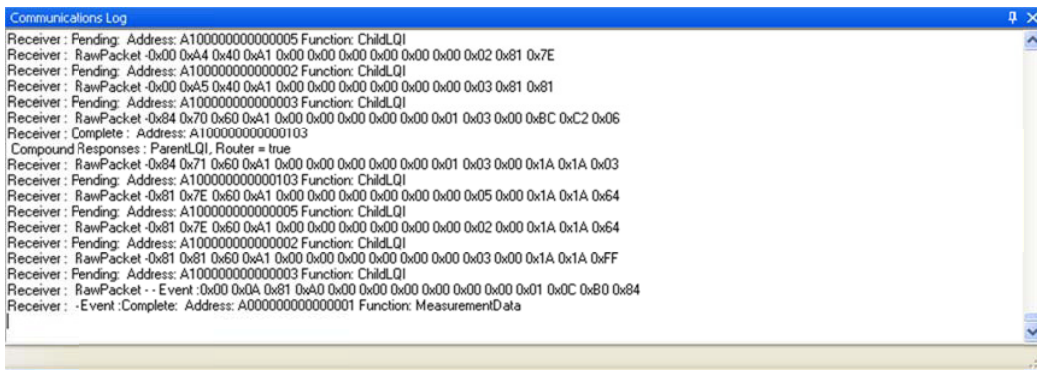 Communications Log
Receiver : Pending: Address: A100000000000005 Function: ChildLQI
Receiver : RawPacket -0x00 0xA4 0x40 0xA1 0x00 0x00 0x00 0x00 0x00 0x00 0x02 0x81 0x7E
Receiver : Pending: Address: A100000000000002 Function: ChildLQI
Receiver : RawPacket -0x00 0xA5 0x40 0xA1 0x00 0x00 0x00 0x00 0x00 0x00 0x03 0x81 0x81
Receiver : Pending: Address: A100000000000003 Function: ChildLQI
Receiver : RawPacket -0x84 0x70 0x60 0xA1 0x00 0x00 0x00 0x00 0x00 0x01 0x03 0x00 0xBC 0xC2 0x06
Receiver : Complete : Address: A100000000000103
Compound Responses : ParentLQI, Router = true
Receiver : RawPacket -0x84 0x71 0x60 0xA1 0x00 0x00 0x00 0x00 0x00 0x01 0x03 0x00 0x1A 0x1A 0x03
Receiver : Pending: Address: A100000000000103 Function: ChildLQI
Receiver : RawPacket -0x81 0x7E 0x60 0xA1 0x00 0x00 0x00 0x00 0x00 0x00 0x05 0x00 0x1A 0x1A 0x64
Receiver : Pending: Address: A100000000000005 Function: ChildLQI
Receiver : RawPacket -0x81 0x7E 0x60 0xA1 0x00 0x00 0x00 0x00 0x00 0x00 0x02 0x00 0x1A 0x1A 0x64
Receiver : Pending: Address: A100000000000002 Function: ChildLQI
Receiver : RawPacket -0x81 0x81 0x60 0xA1 0x00 0x00 0x00 0x00 0x00 0x00 0x03 0x00 0x1A 0x1A 0xFF
Receiver : Pending: Address: A100000000000003 Function: ChildLQI
Receiver : RawPacket - - Event :0x00 0x0A 0x81 0xA0 0x00 0x00 0x00 0x00 0x00 0x00 0x01 0x0C 0xB0 0x84
Receiver : -Event :Complete: Address: A000000000000001 Function: MeasurementData